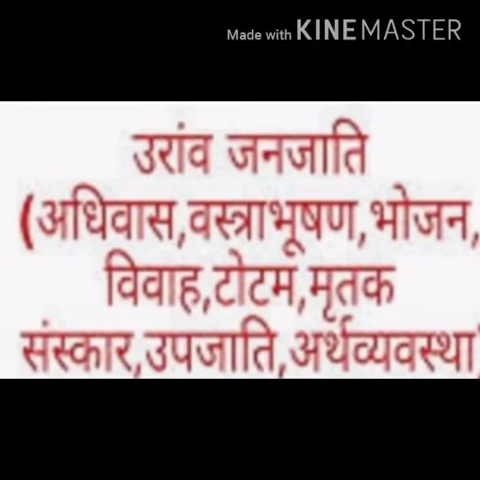 Made with KINEMASTER
उरांव जनजाति
(अधिवास,वस्त्राभूषण,भोजन,
विवाह,टोटम,मृतक
संस्कार,उपजाति,अर्थव्यवस्था)